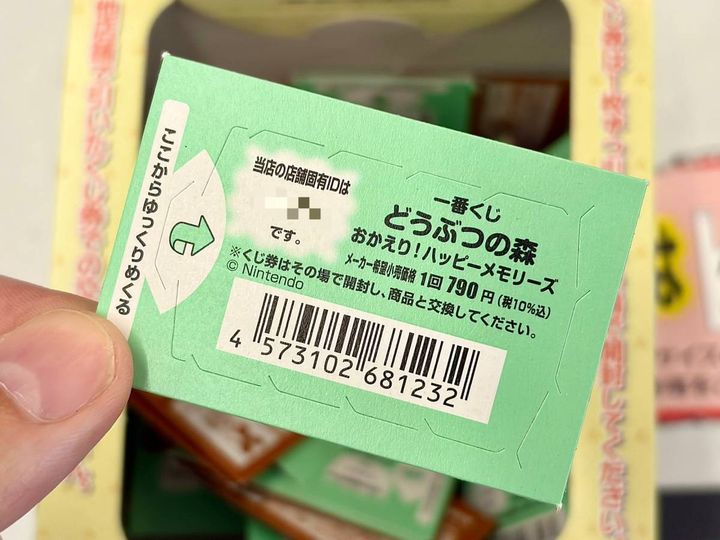 ここからゆっくりめくる
当店の店舗固有IDは
です。
一番くじ
どうぶつの森
おかえり！ハッピーメモリーズ
メーカー希望小売価格 1回 790円（税10%込）
※くじ券はその場で開封し、商品と交換してください。
© Nintendo
4 573102 681232